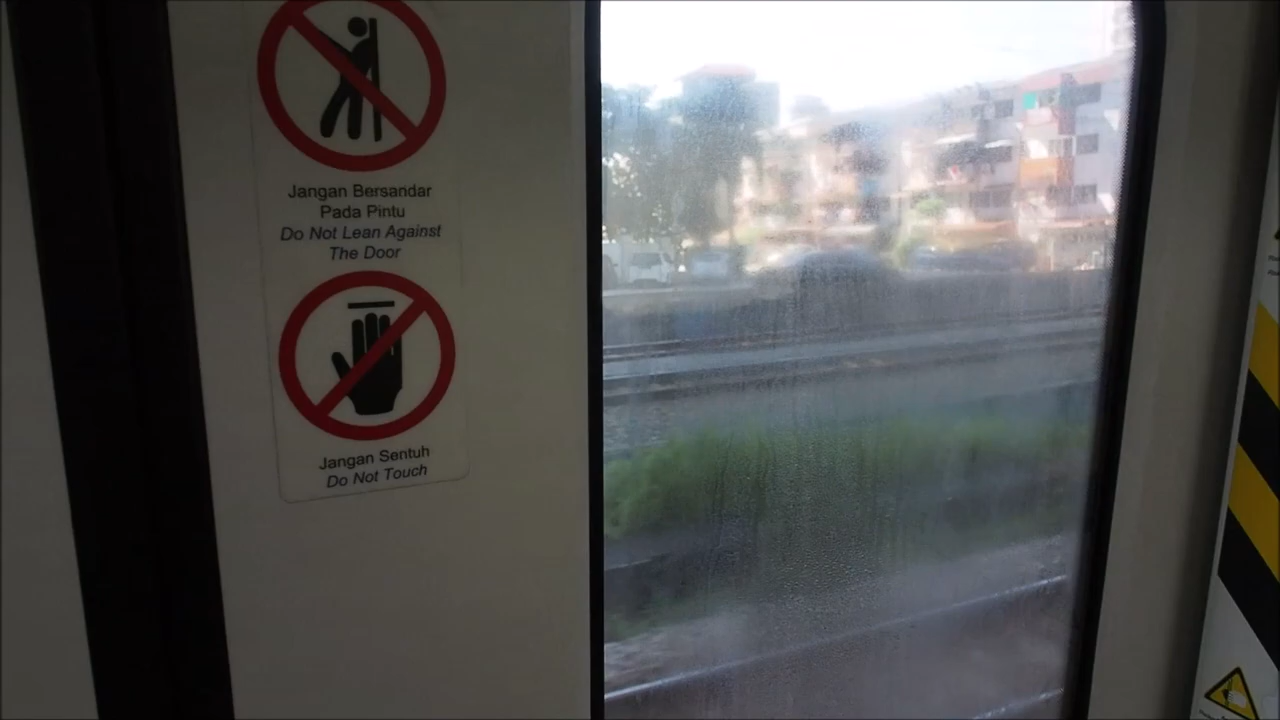 Jangan Bersandar
Pada Pintu
Do Not Lean Against
The Door
Jangan Sentuh
Do Not Touch